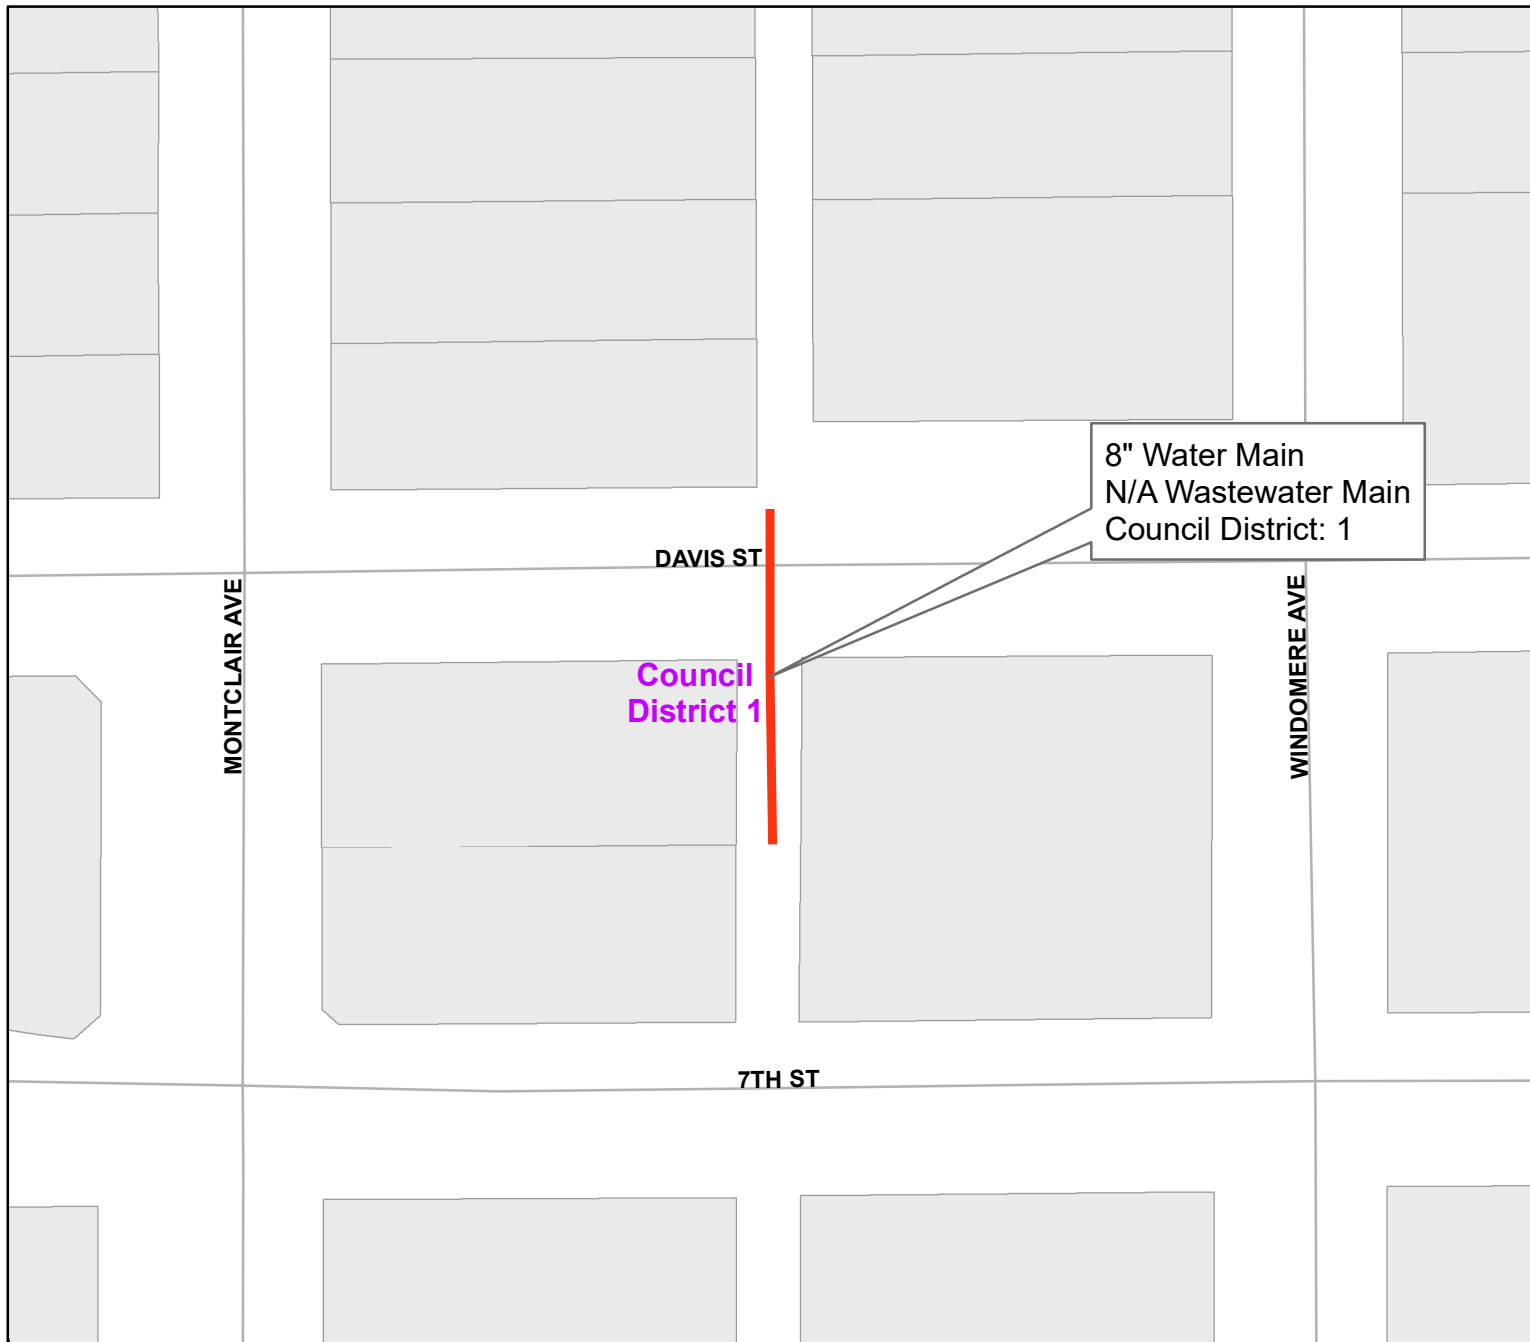 8" Water Main
N/A Wastewater Main
Council District: 1
DAVIS ST
MONTCLAIR AVE
WINDOMERE AVE
Council
District 1
7TH ST